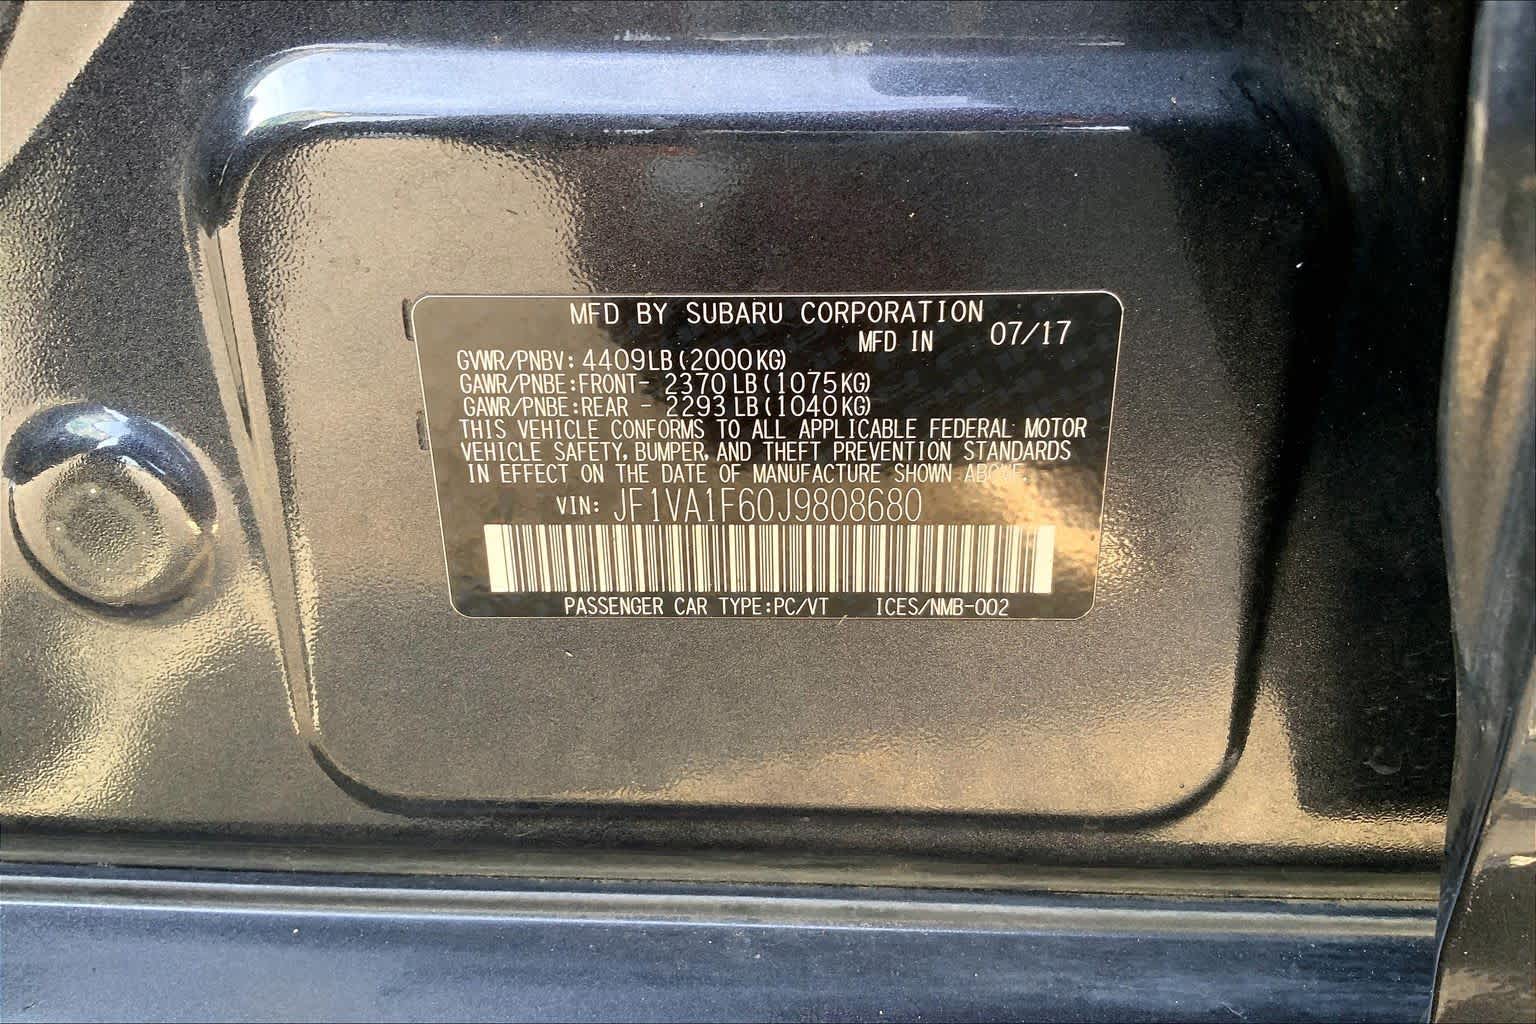 MFD BY SUBARU CORPORATION
MFD IN 07/17
GVWR/PNBV: 4409LB(2000KG)
GAWR/PNBE:FRONT- 2370LB(1075KG)
GAWR/PNBE:REAR - 2293LB(1040KG)
THIS VEHICLE CONFORMS TO ALL APPLICABLE FEDERAL MOTOR
VEHICLE SAFETY, BUMPER, AND THEFT PREVENTION STANDARDS
IN EFFECT ON THE DATE OF MANUFACTURE SHOWN ABOVE.
VIN: JF1VA1F60J9808680
PASSENGER CAR TYPE:PC/VT ICES/NMB-002